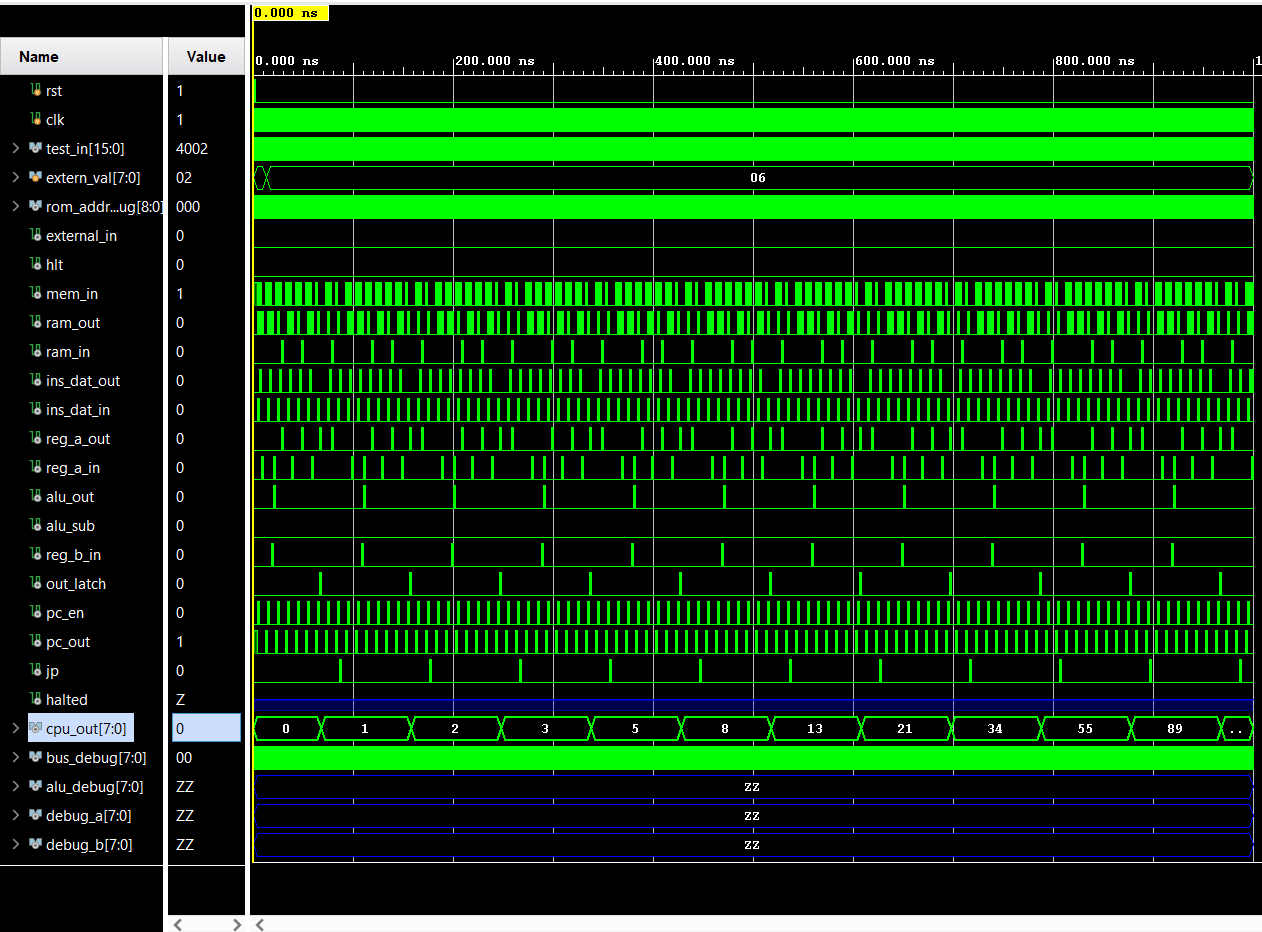 0.000 ns
Name Value
0.000 ns 200.000 ns 400.000 ns 600.000 ns 800.000 ns 1
rst 1
clk 1
test_in[15:0] 4002
extern_val[7:0] 02 06
rom_addr...ug[8:0] 000
external_in 0
hlt 0
mem_in 1
ram_out 0
ram_in 0
ins_dat_out 0
ins_dat_in 0
reg_a_out 0
reg_a_in 0
alu_out 0
alu_sub 0
reg_b_in 0
out_latch 0
pc_en 0
pc_out 1
jp 0
halted Z
cpu_out[7:0] 0 0 1 2 3 5 8 13 21 34 55 89 ..
bus_debug[7:0] 00
alu_debug[7:0] ZZ ZZ
debug_a[7:0] ZZ ZZ
debug_b[7:0] ZZ ZZ